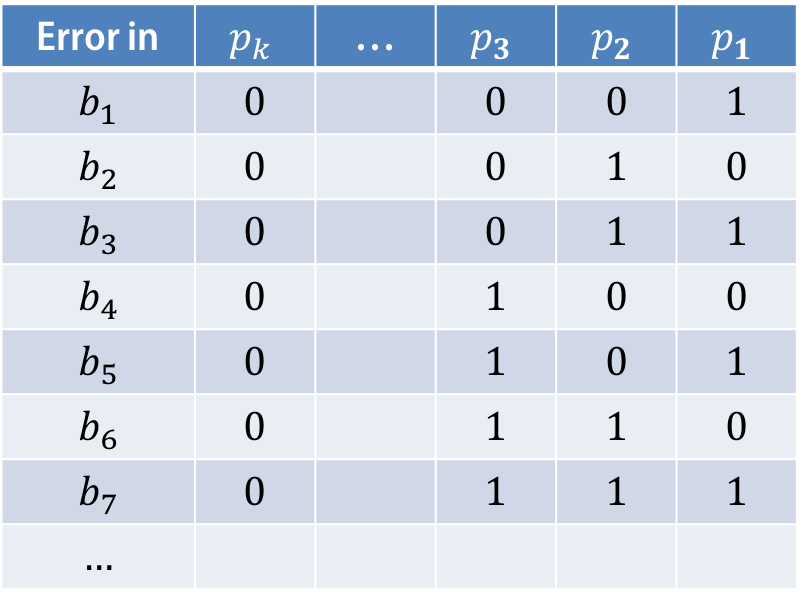 Error in p_k ... p_3 p_2 p_1
b_1 0 0 0 1
b_2 0 0 1 0
b_3 0 0 1 1
b_4 0 1 0 0
b_5 0 1 0 1
b_6 0 1 1 0
b_7 0 1 1 1
...